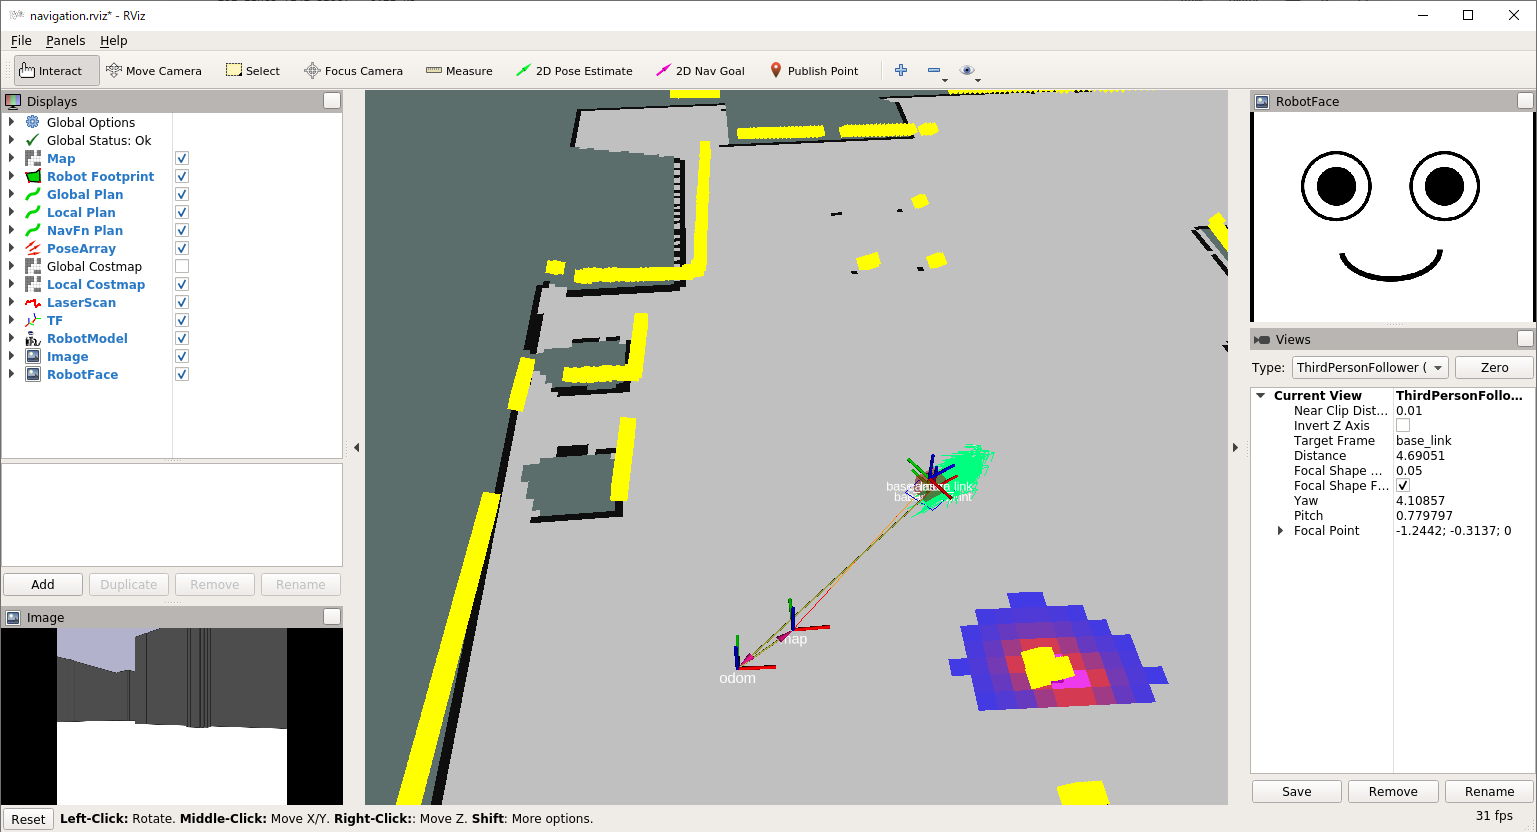 navigation.rviz* - RViz
File Panels Help
Interact Move Camera Select Focus Camera Measure 2D Pose Estimate 2D Nav Goal Publish Point
Displays
Global Options
Global Status: Ok
Map
Robot Footprint
Global Plan
Local Plan
NavFn Plan
PoseArray
Global Costmap
Local Costmap
LaserScan
TF
RobotModel
Image
RobotFace
Add Duplicate Remove Rename
Image
map
odom
RobotFace
Views
Type: ThirdPersonFollower ( Zero
Current View ThirdPersonFollo...
Near Clip Dist... 0.01
Invert Z Axis
Target Frame base_link
Distance 4.69051
Focal Shape ... 0.05
Focal Shape F...
Yaw 4.10857
Pitch 0.779797
Focal Point -1.2442; -0.3137; 0
Save Remove Rename
Reset Left-Click: Rotate. Middle-Click: Move X/Y. Right-Click:: Move Z. Shift: More options. 31 fps